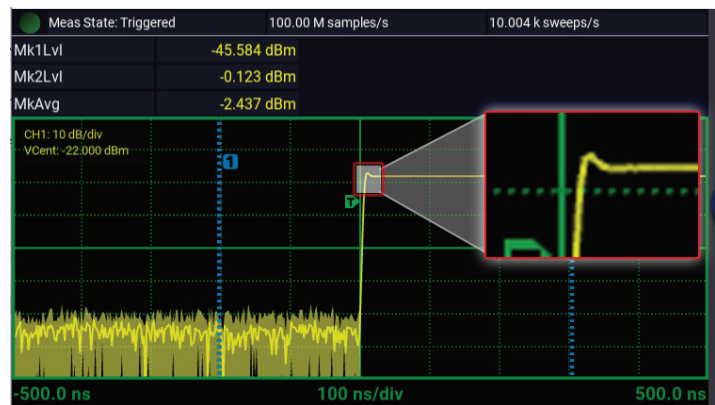 Meas State: Triggered 100.00 M samples/s 10.004 k sweeps/s
Mk1Lvl -45.584 dBm
Mk2Lvl -0.123 dBm
MkAvg -2.437 dBm
CH1: 10 dB/div
VCent: -22.000 dBm
1
T
-500.0 ns 100 ns/div 500.0 ns